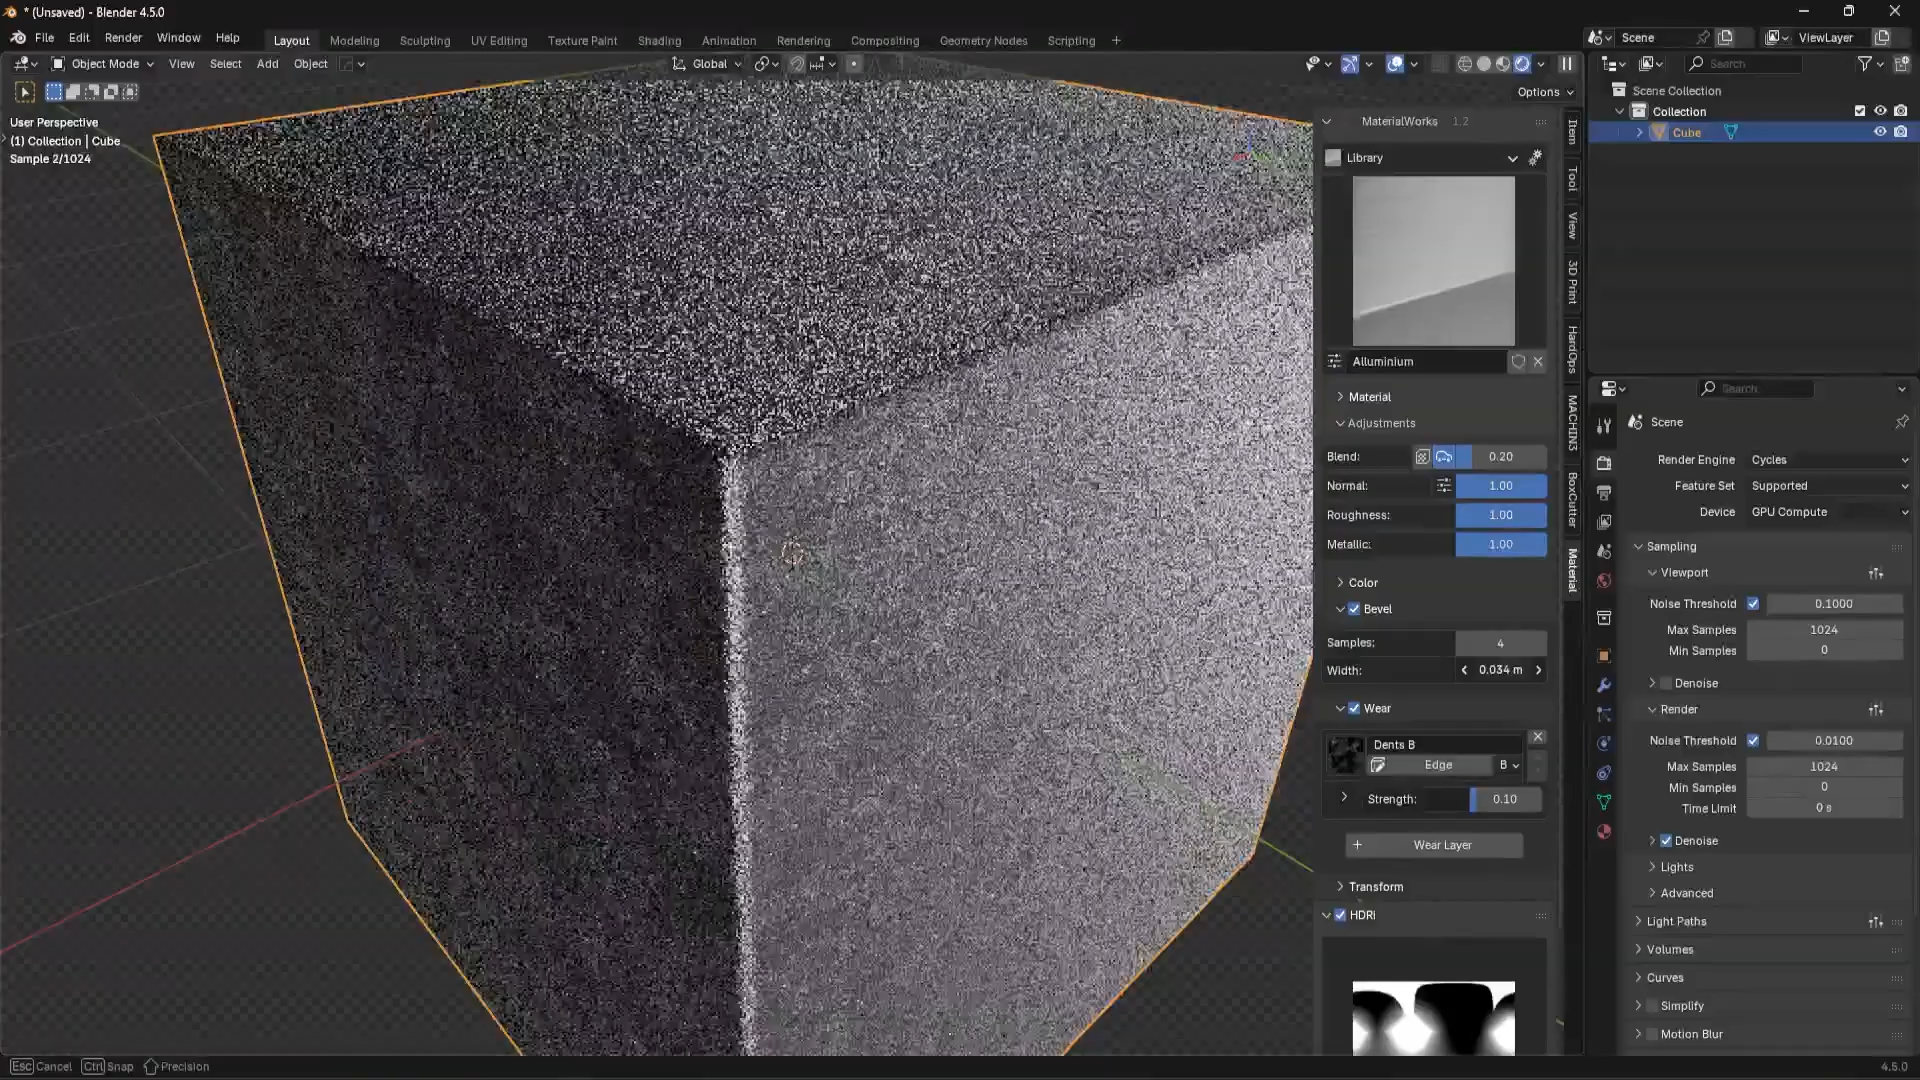 * (Unsaved) - Blender 4.5.0
File Edit Render Window Help
Layout Modeling Sculpting UV Editing Texture Paint Shading Animation Rendering Compositing Geometry Nodes Scripting +
Scene
ViewLayer
Object Mode View Select Add Object
Global
Options
User Perspective
(1) Collection | Cube
Sample 2/1024
MaterialWorks 1.2
Library
Alluminium
Material
Adjustments
Blend: 0.20
Normal: 1.00
Roughness: 1.00
Metallic: 1.00
Color
Bevel
Samples: 4
Width: 0.034 m
Wear
Dents B
Edge B
Strength: 0.10
+ Wear Layer
Transform
HDRI
Item
Tool
View
3D Print
HardOps
MACHIN3
BoxCutter
Material
Search
Scene Collection
Collection
Cube
Search
Scene
Render Engine Cycles
Feature Set Supported
Device GPU Compute
Sampling
Viewport
Noise Threshold 0.1000
Max Samples 1024
Min Samples 0
Denoise
Render
Noise Threshold 0.0100
Max Samples 1024
Min Samples 0
Time Limit 0 s
Denoise
Lights
Advanced
Light Paths
Volumes
Curves
Simplify
Motion Blur
Esc Cancel Ctrl Snap Precision
4.5.0